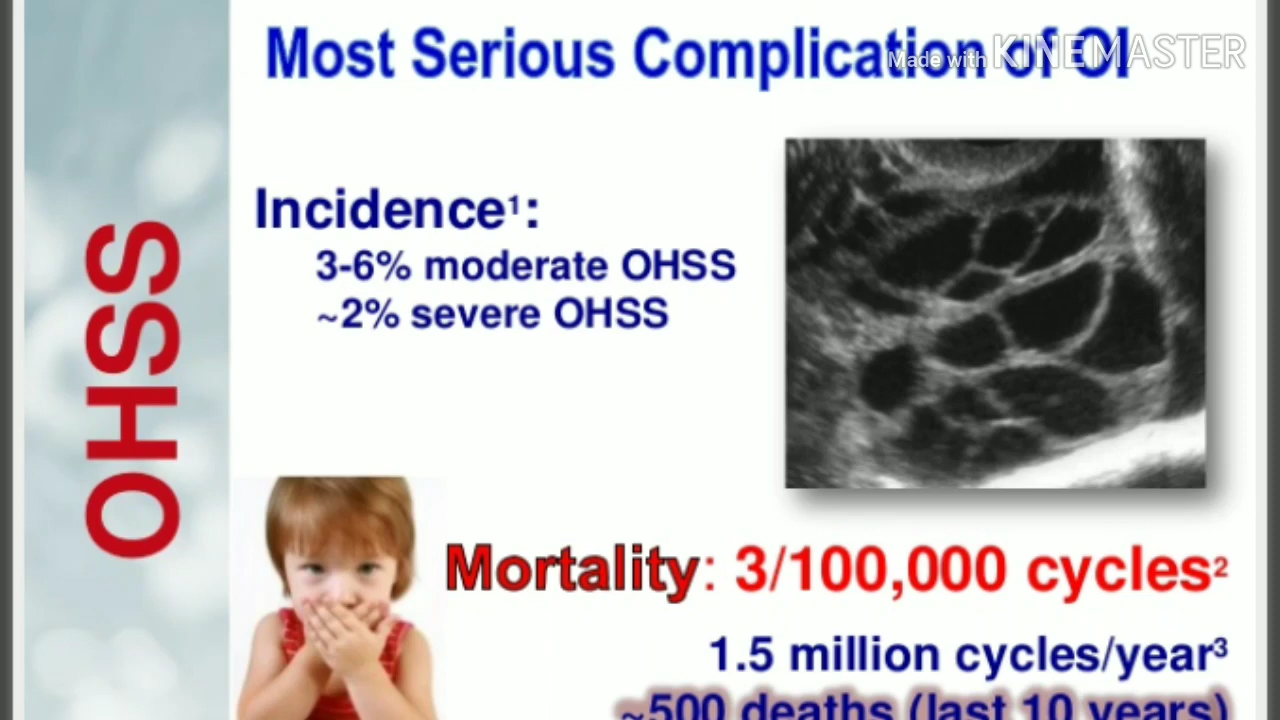 Most Serious Complication of OI
Made with KINEMASTER
OHSS
Incidence¹:
3-6% moderate OHSS
~2% severe OHSS
Mortality: 3/100,000 cycles²
1.5 million cycles/year³
~500 deaths (last 10 years)